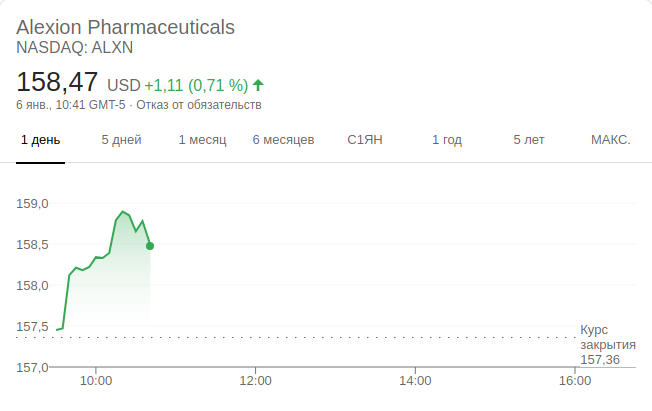 Alexion Pharmaceuticals
NASDAQ: ALXN
158,47 USD +1,11 (0,71 %)
6 янв., 10:41 GMT-5 · Отказ от обязательств
1 день 5 дней 1 месяц 6 месяцев С1ЯН 1 год 5 лет МАКС.
159,0
158,5
158,0
157,5
Курс
закрытия
157,36
157,0
10:00 12:00 14:00 16:00